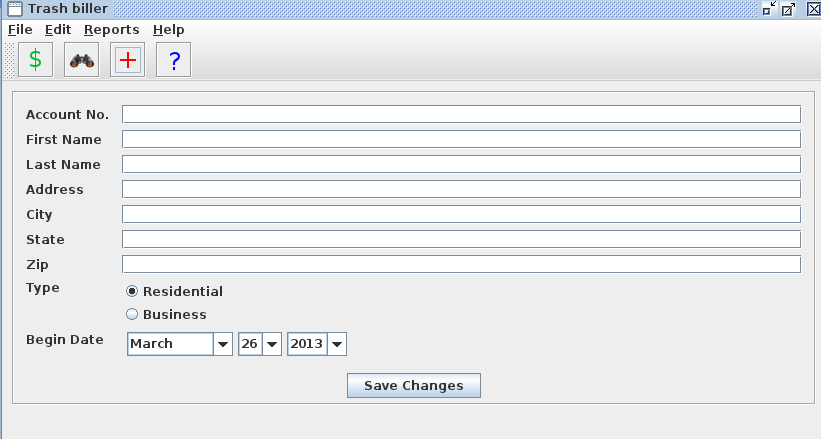 Trash biller
File Edit Reports Help
$ ?
Account No.
First Name
Last Name
Address
City
State
Zip
Type
Residential
Business
Begin Date March 26 2013
Save Changes